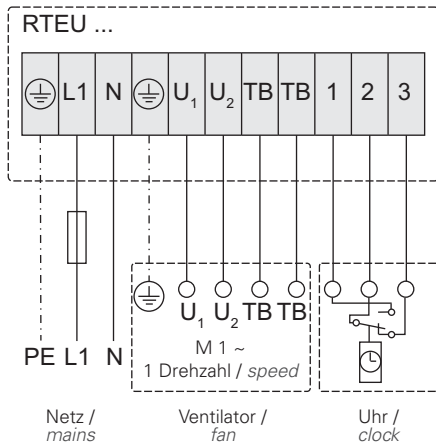 RTEU ...
L1 N U₁ U₂ TB TB 1 2 3
U₁ U₂ TB TB
M 1 ~
1 Drehzahl / speed
PE L1 N
Netz / mains
Ventilator / fan
Uhr / clock